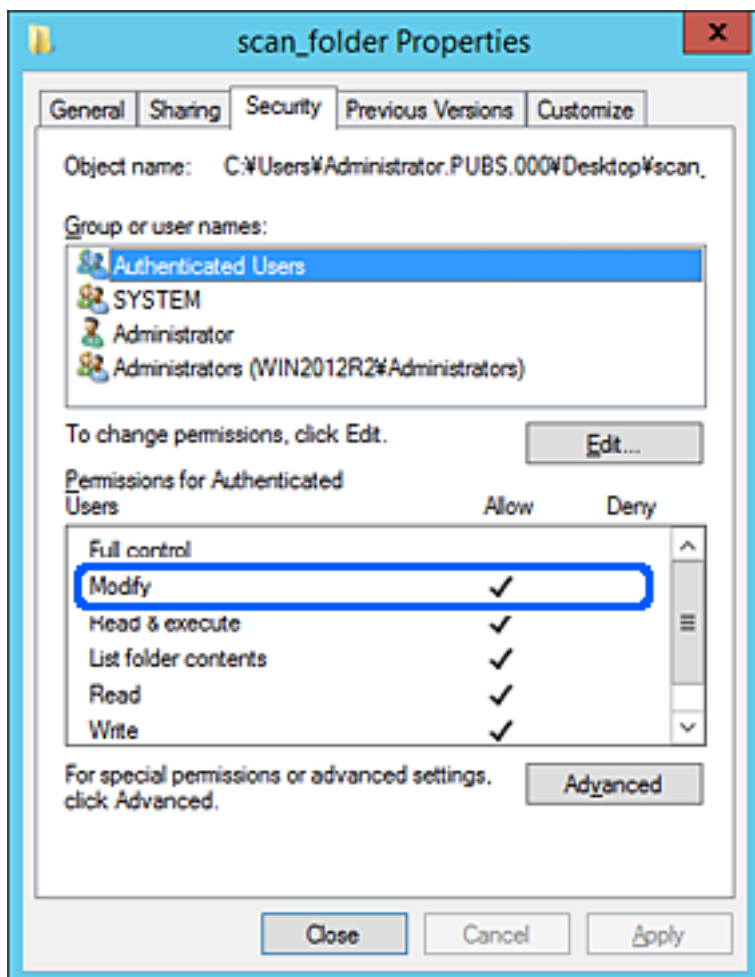 scan_folder Properties
x
General Sharing Security Previous Versions Customize
Object name: C:¥Users¥Administrator.PUBS.000¥Desktop¥scan_
Group or user names:
Authenticated Users
SYSTEM
Administrator
Administrators (WIN2012R2¥Administrators)
To change permissions, click Edit. Edit...
Permissions for Authenticated
Users Allow Deny
Full control
Modify
Read & execute
List folder contents
Read
Write
For special permissions or advanced settings,
click Advanced. Advanced
Close Cancel Apply